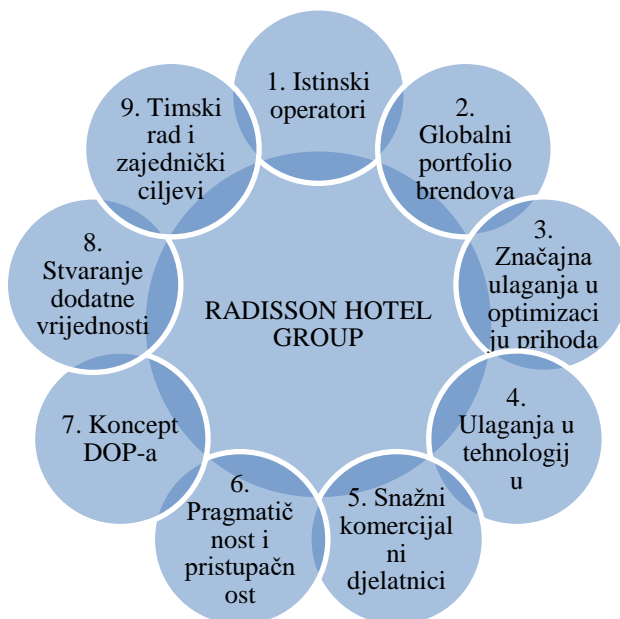 1. Istinski
operatori
2.
Globalni
portfolio
brendova
3.
Značajna
ulaganja u
optimizaci
ju prihoda
4.
Ulaganja u
tehnologij
u
5. Snažni
komercijal
ni
djelatnici
6.
Pragmatič
nost i
pristupačn
ost
7. Koncept
DOP-a
8.
Stvaranje
dodatne
vrijednosti
9. Timski
rad i
zajednički
ciljevi
RADISSON HOTEL
GROUP